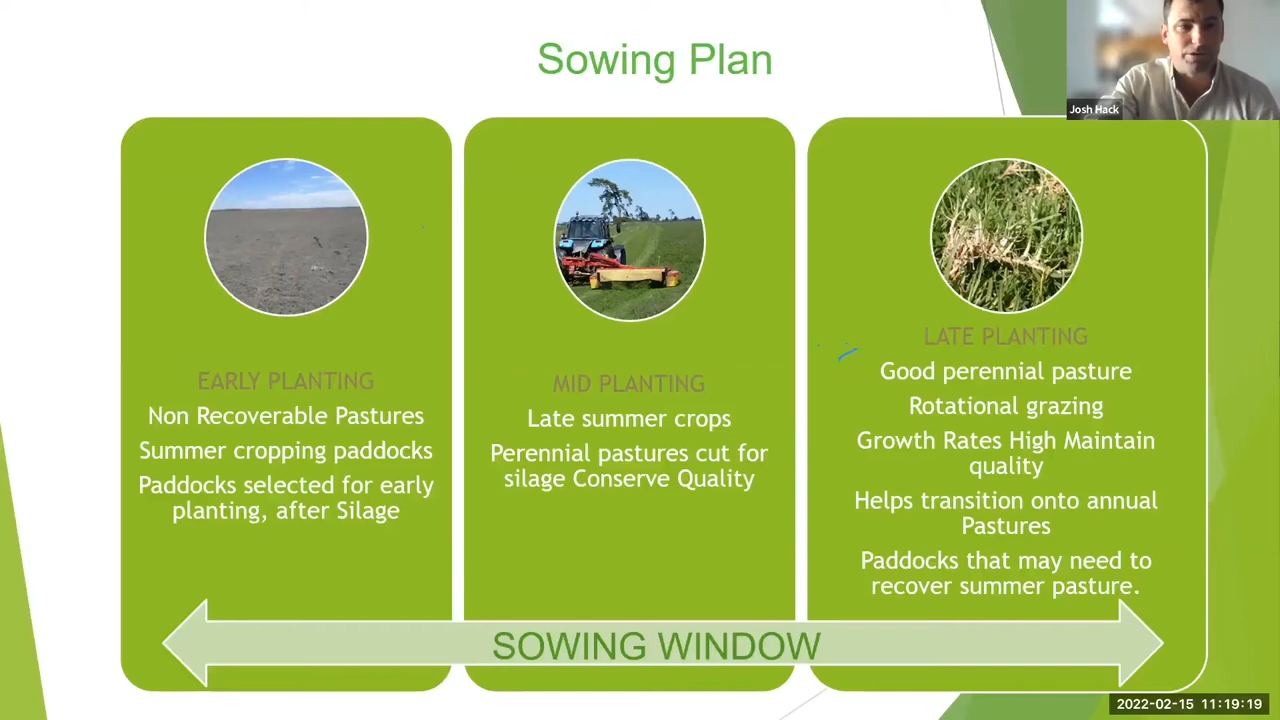 Sowing Plan
Josh Hack
EARLY PLANTING
Non Recoverable Pastures
Summer cropping paddocks
Paddocks selected for early
planting, after Silage
MID PLANTING
Late summer crops
Perennial pastures cut for
silage Conserve Quality
LATE PLANTING
Good perennial pasture
Rotational grazing
Growth Rates High Maintain
quality
Helps transition onto annual
Pastures
Paddocks that may need to
recover summer pasture.
SOWING WINDOW
2022-02-15 11:19:19